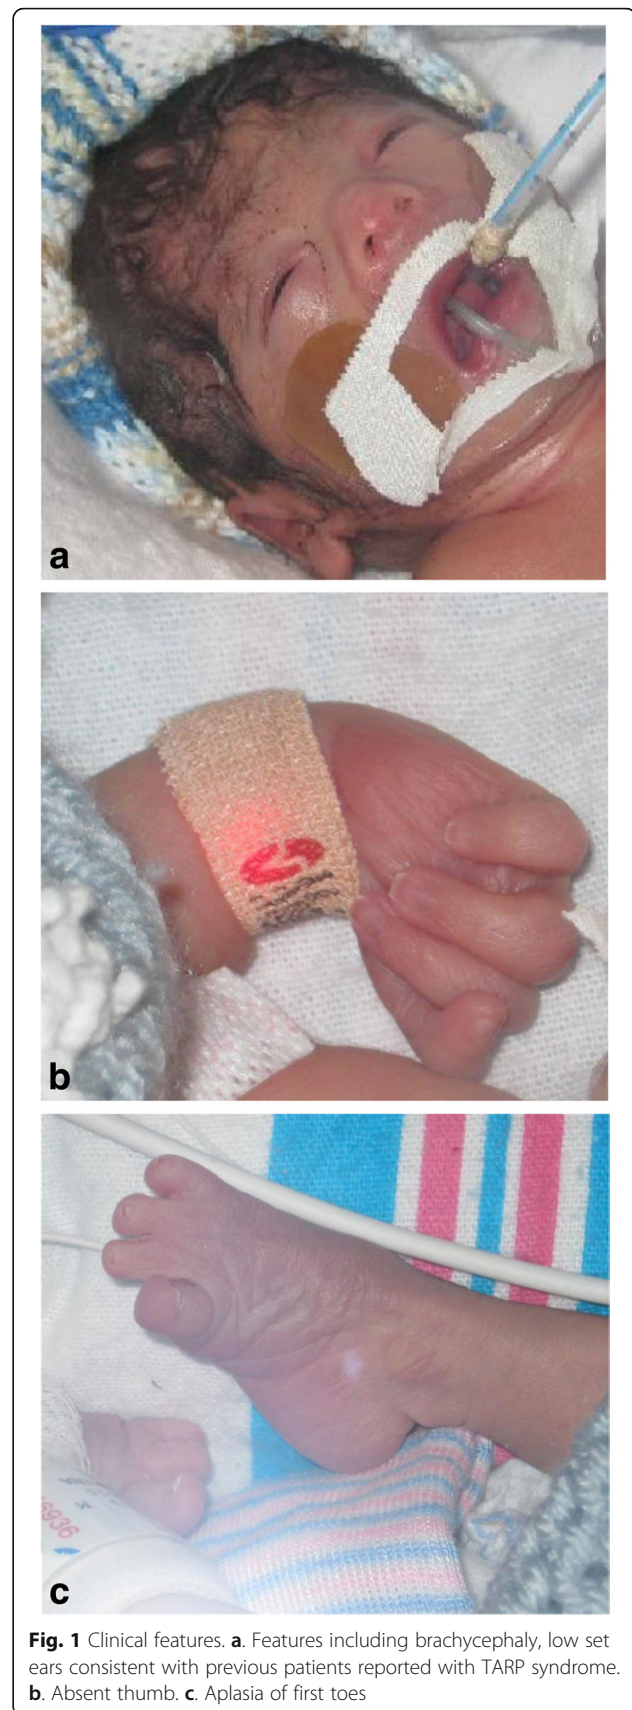 a
b
6936
c
Fig. 1 Clinical features. a. Features including brachycephaly, low set
ears consistent with previous patients reported with TARP syndrome.
b. Absent thumb. c. Aplasia of first toes